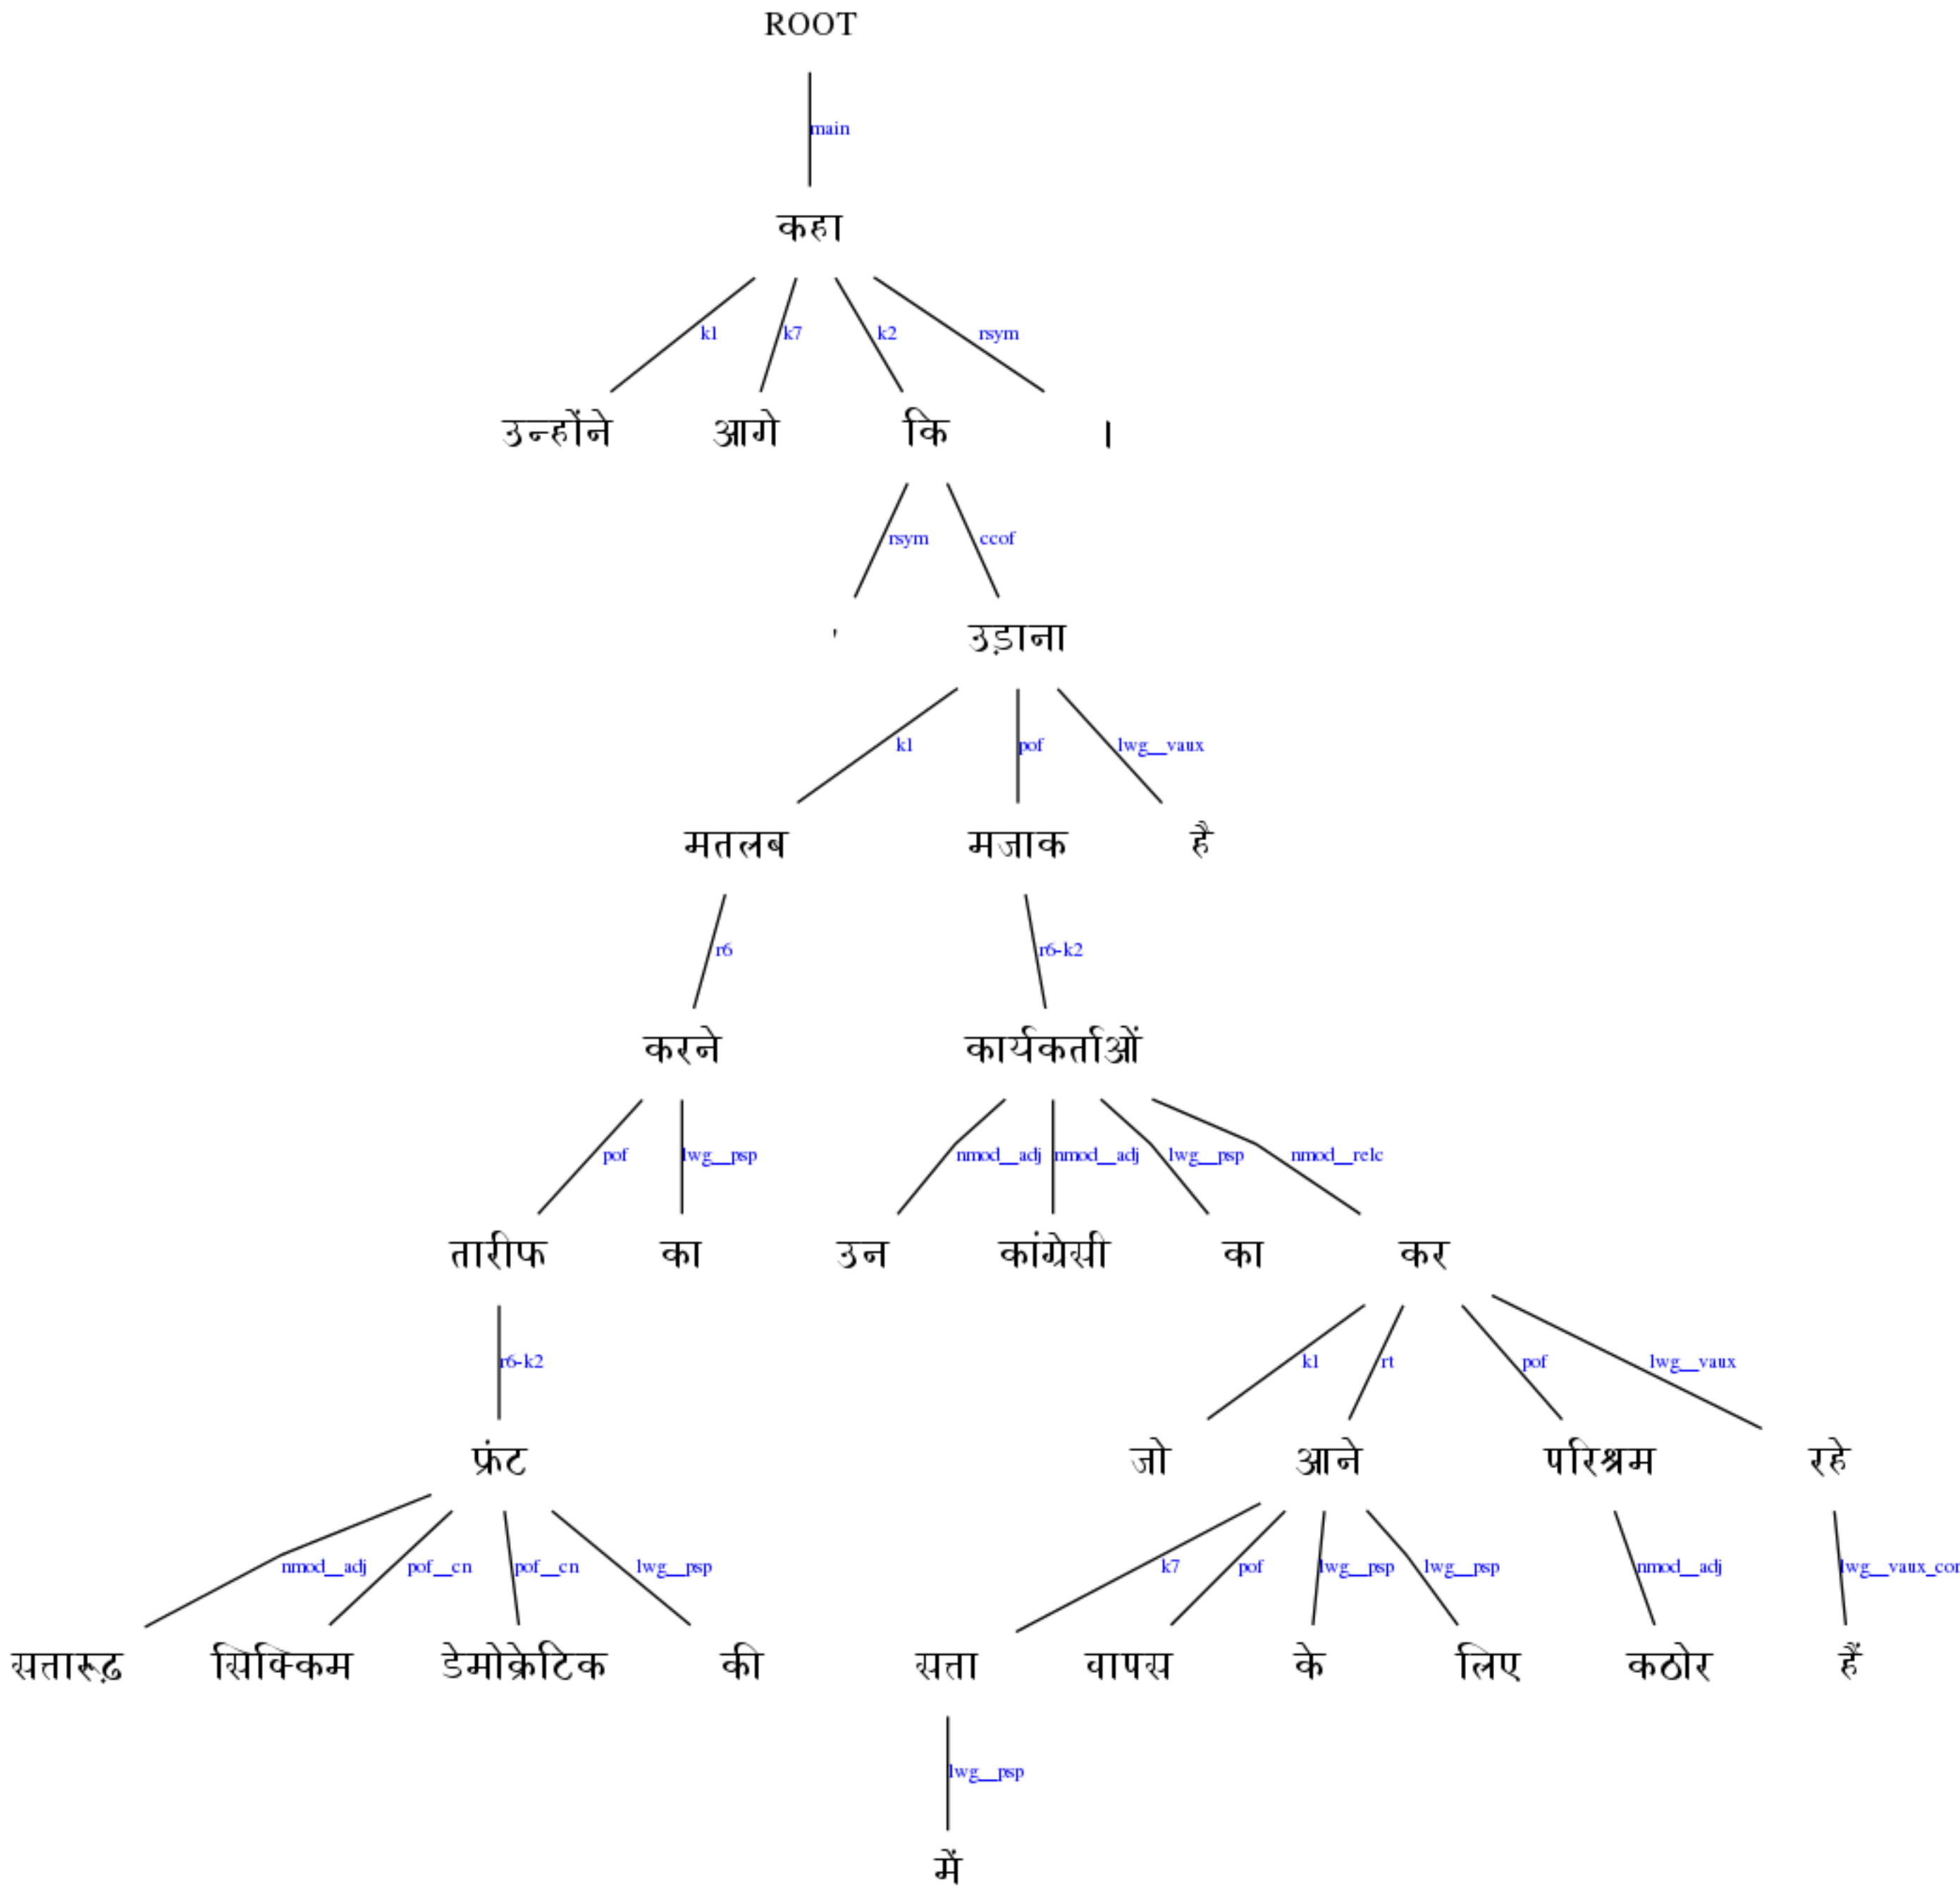 ROOT
main
कहा
k1 k7 k2 rsym
उन्होंने आगे कि ।
rsym ccof
' उड़ाना
k1 pof lwg__vaux
मतलब मजाक है
r6 r6-k2
करने कार्यकर्ताओं
pof lwg__psp nmod__adj nmod__adj lwg__psp nmod__relc
तारीफ का उन कांग्रेसी का कर
r6-k2 k1 rt pof lwg__vaux
फ्रंट जो आने परिश्रम रहे
nmod__adj pof__cn pof__cn lwg__psp k7 pof lwg__psp lwg__psp nmod__adj lwg__vaux_con
सत्तारूढ़ सिक्किम डेमोक्रेटिक की सत्ता वापस के लिए कठोर हैं
lwg__psp
में